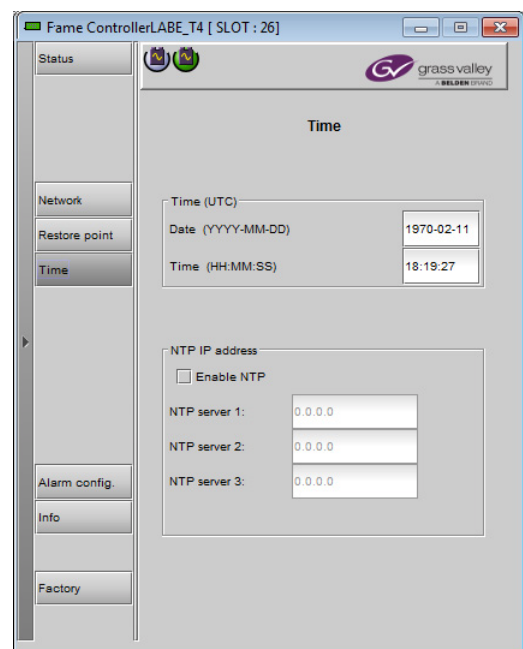 Fame ControllerLABE_T4 [ SLOT : 26]
Status
grass valley
A BELDEN BRAND
Time
Network
Restore point
Time
Time (UTC)
Date (YYYY-MM-DD)
1970-02-11
Time (HH:MM:SS)
18:19:27
NTP IP address
Enable NTP
NTP server 1:
0.0.0.0
NTP server 2:
0.0.0.0
NTP server 3:
0.0.0.0
Alarm config.
Info
Factory